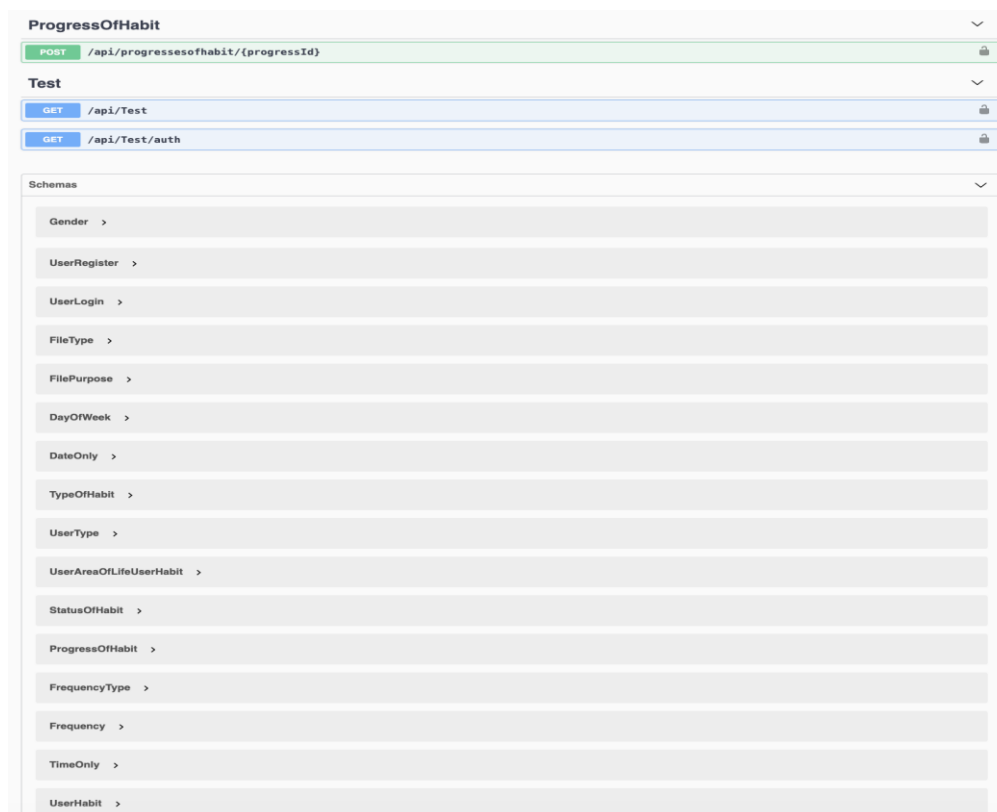 ProgressOfHabit
POST /api/progressesofhabit/{progressId}
Test
GET /api/Test
GET /api/Test/auth
Schemas
Gender >
UserRegister >
UserLogin >
FileType >
FilePurpose >
DayOfWeek >
DateOnly >
TypeOfHabit >
UserType >
UserAreaOfLifeUserHabit >
StatusOfHabit >
ProgressOfHabit >
FrequencyType >
Frequency >
TimeOnly >
UserHabit >